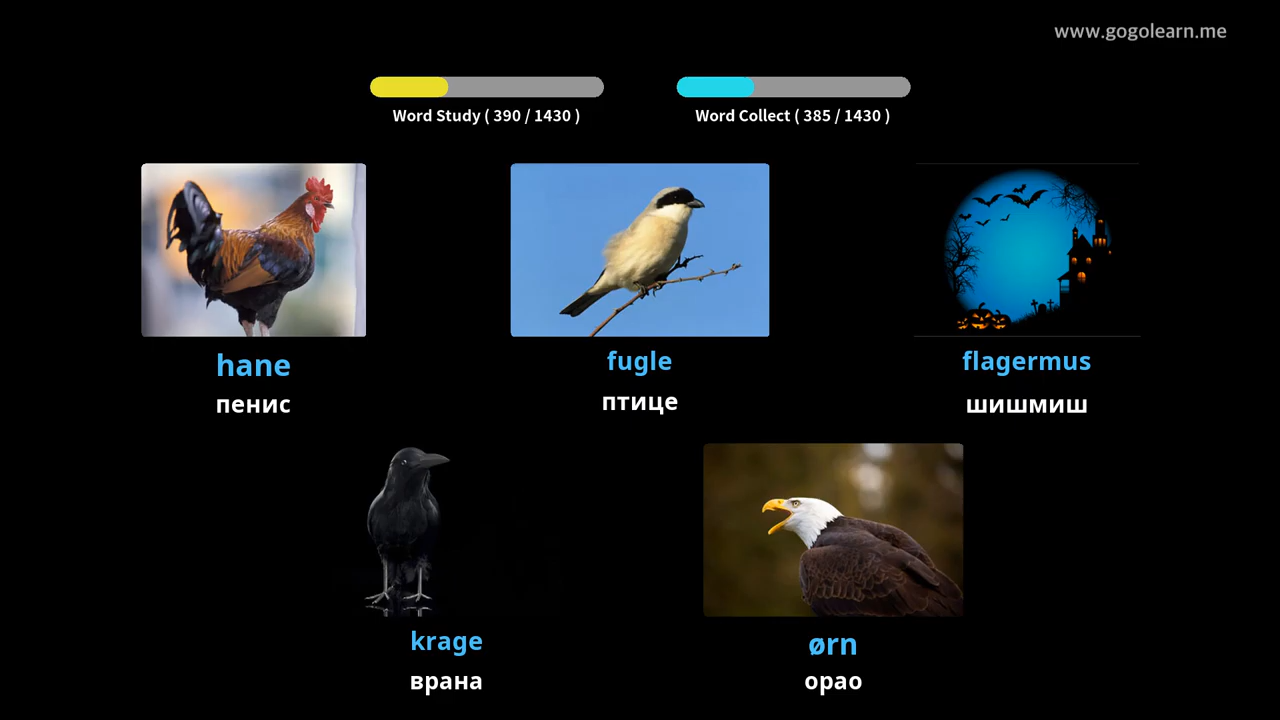 www.gogolearn.me
Word Study ( 390 / 1430 )
Word Collect ( 385 / 1430 )
hane
пенис
fugle
птице
flagermus
шишмиш
krage
врана
ørn
орао